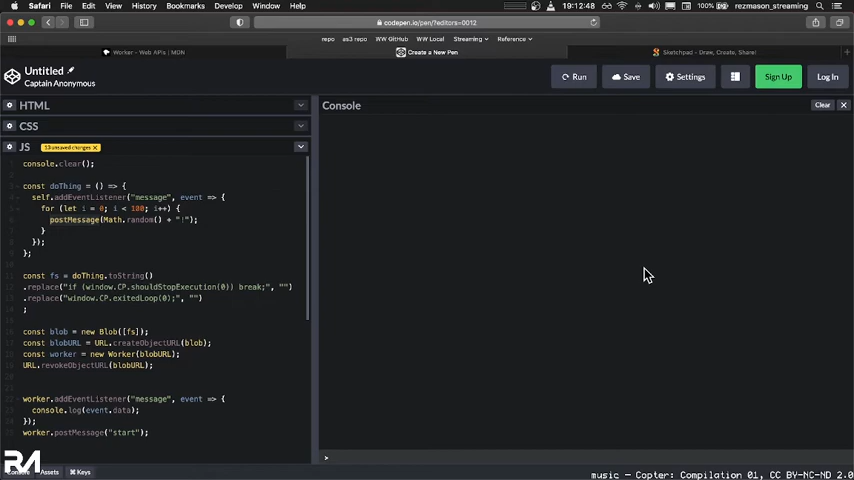 Safari File Edit View History Bookmarks Develop Window Help 100% 19:12:48 rezmason_streaming
codepen.io/pen/?editors=0012
repo as3 repo WW GitHub WW Local Streaming Reference
Worker - Web APIs | MDN Create a New Pen Sketchpad - Draw, Create, Share!
Untitled
Captain Anonymous
Run Save Settings Sign Up Log In
HTML
CSS
JS 13 unsaved changes ×
Console Clear
console.clear();
const doThing = () => {
self.addEventListener("message", event => {
for (let i = 0; i < 100; i++) {
postMessage(Math.random() + "!");
}
});
};
const fs = doThing.toString()
.replace("if (window.CP.shouldStopExecution(0)) break;", "")
.replace("window.CP.exitedLoop(0);", "")
;
const blob = new Blob([fs]);
const blobURL = URL.createObjectURL(blob);
const worker = new Worker(blobURL);
URL.revokeObjectURL(blobURL);
worker.addEventListener("message", event => {
console.log(event.data);
});
worker.postMessage("start");
>
Console Assets ⌘ Keys
music - Copter: Compilation 01, CC BY-NC-ND 2.0